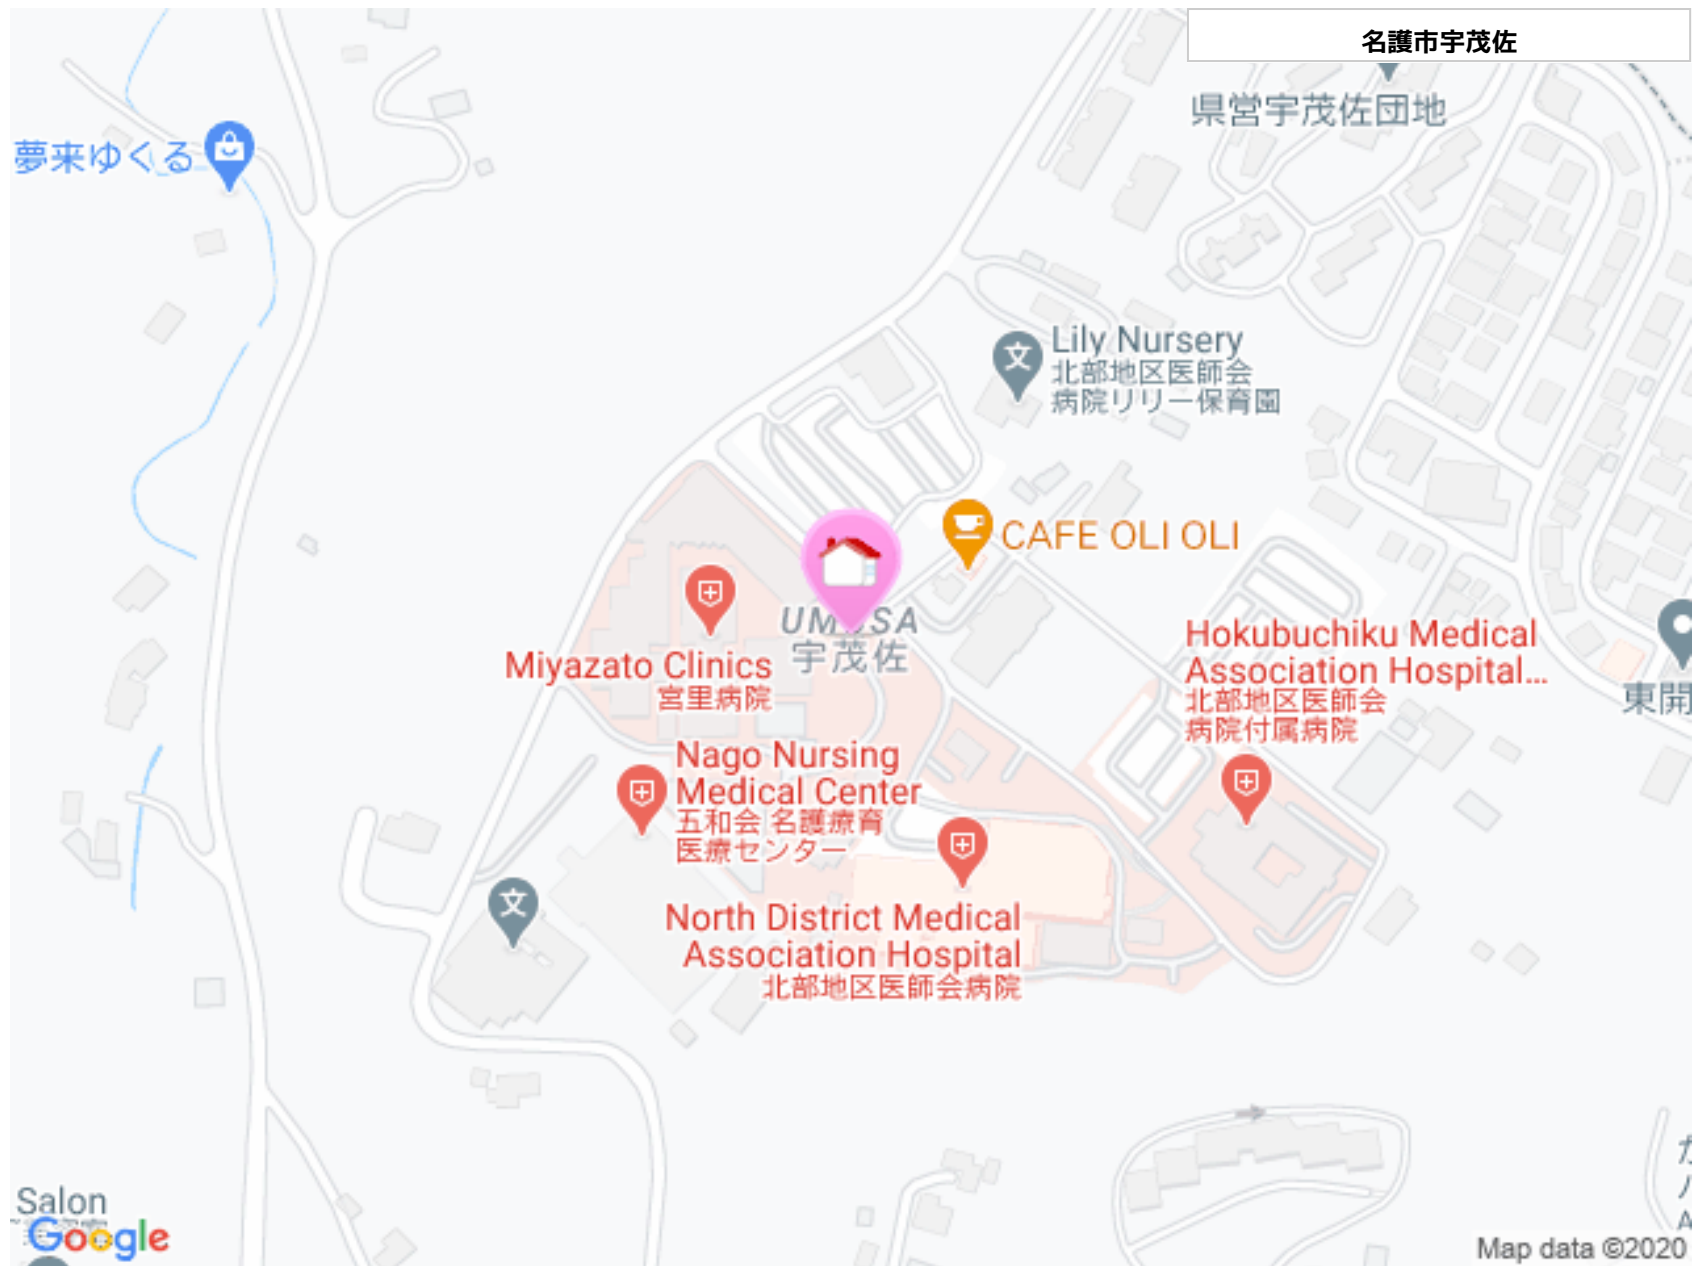 名護市宇茂佐
県営宇茂佐団地
夢来ゆくる
Lily Nursery
北部地区医師会
病院リリー保育園
CAFE OLI OLI
宇茂佐
Miyazato Clinics
宮里病院
Hokubuchiku Medical
Association Hospital...
北部地区医師会
病院付属病院
東開
Nago Nursing
Medical Center
五和会 名護療育
医療センター
North District Medical
Association Hospital
北部地区医師会病院
Salon
Google
Map data ©2020